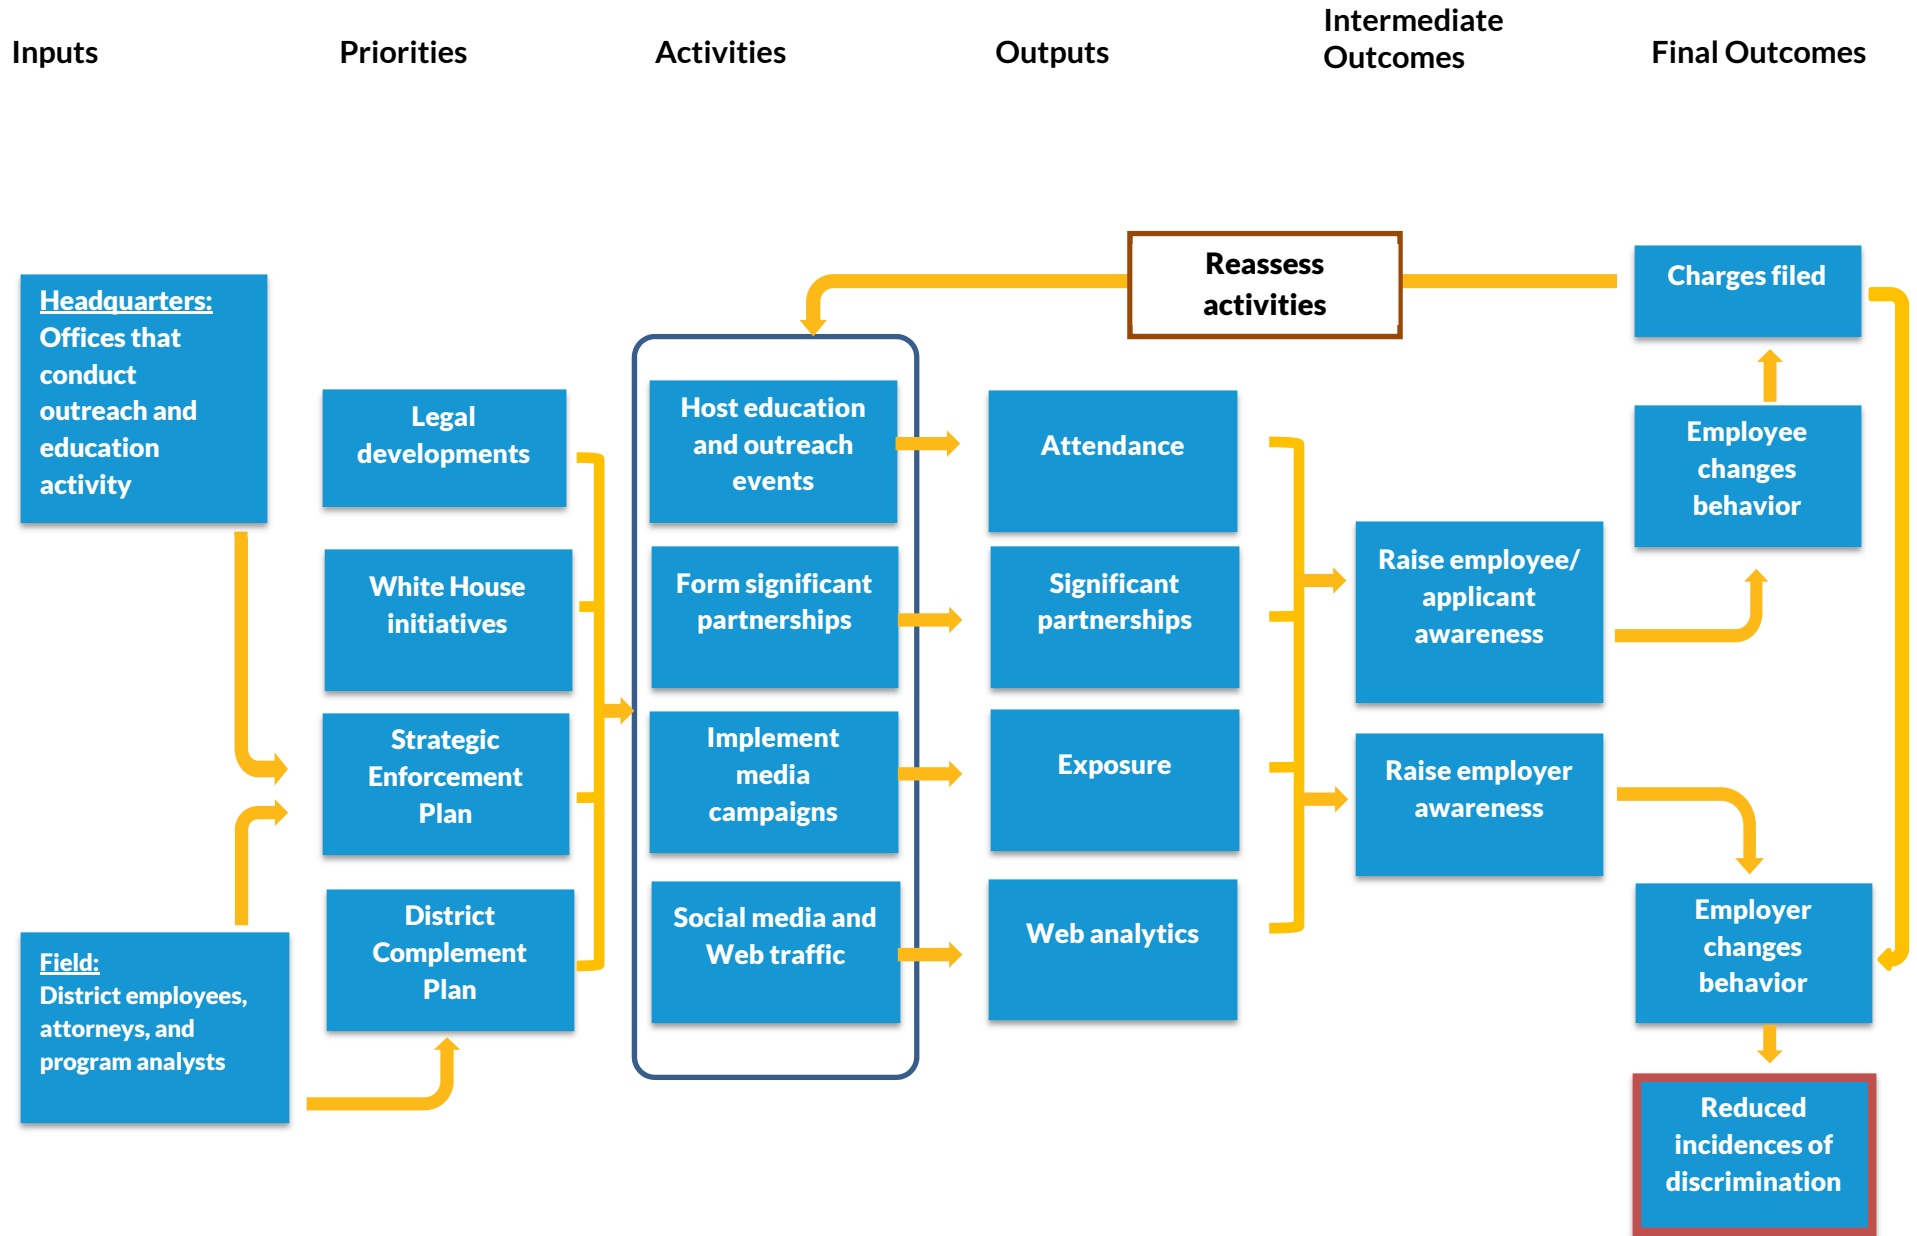 Inputs
Priorities
Activities
Outputs
Intermediate
Outcomes
Final Outcomes
Headquarters:
Offices that
conduct
outreach and
education
activity
Field:
District employees,
attorneys, and
program analysts
Legal
developments
White House
initiatives
Strategic
Enforcement
Plan
District
Complement
Plan
Host education
and outreach
events
Form significant
partnerships
Implement
media
campaigns
Social media and
Web traffic
Attendance
Significant
partnerships
Exposure
Web analytics
Reassess
activities
Raise employee/
applicant
awareness
Raise employer
awareness
Charges filed
Employee
changes
behavior
Employer
changes
behavior
Reduced
incidences of
discrimination